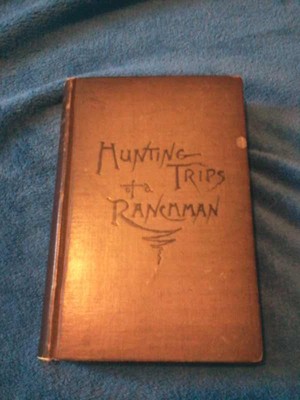 HUNTING
TRIPS
of a
RANCHMAN